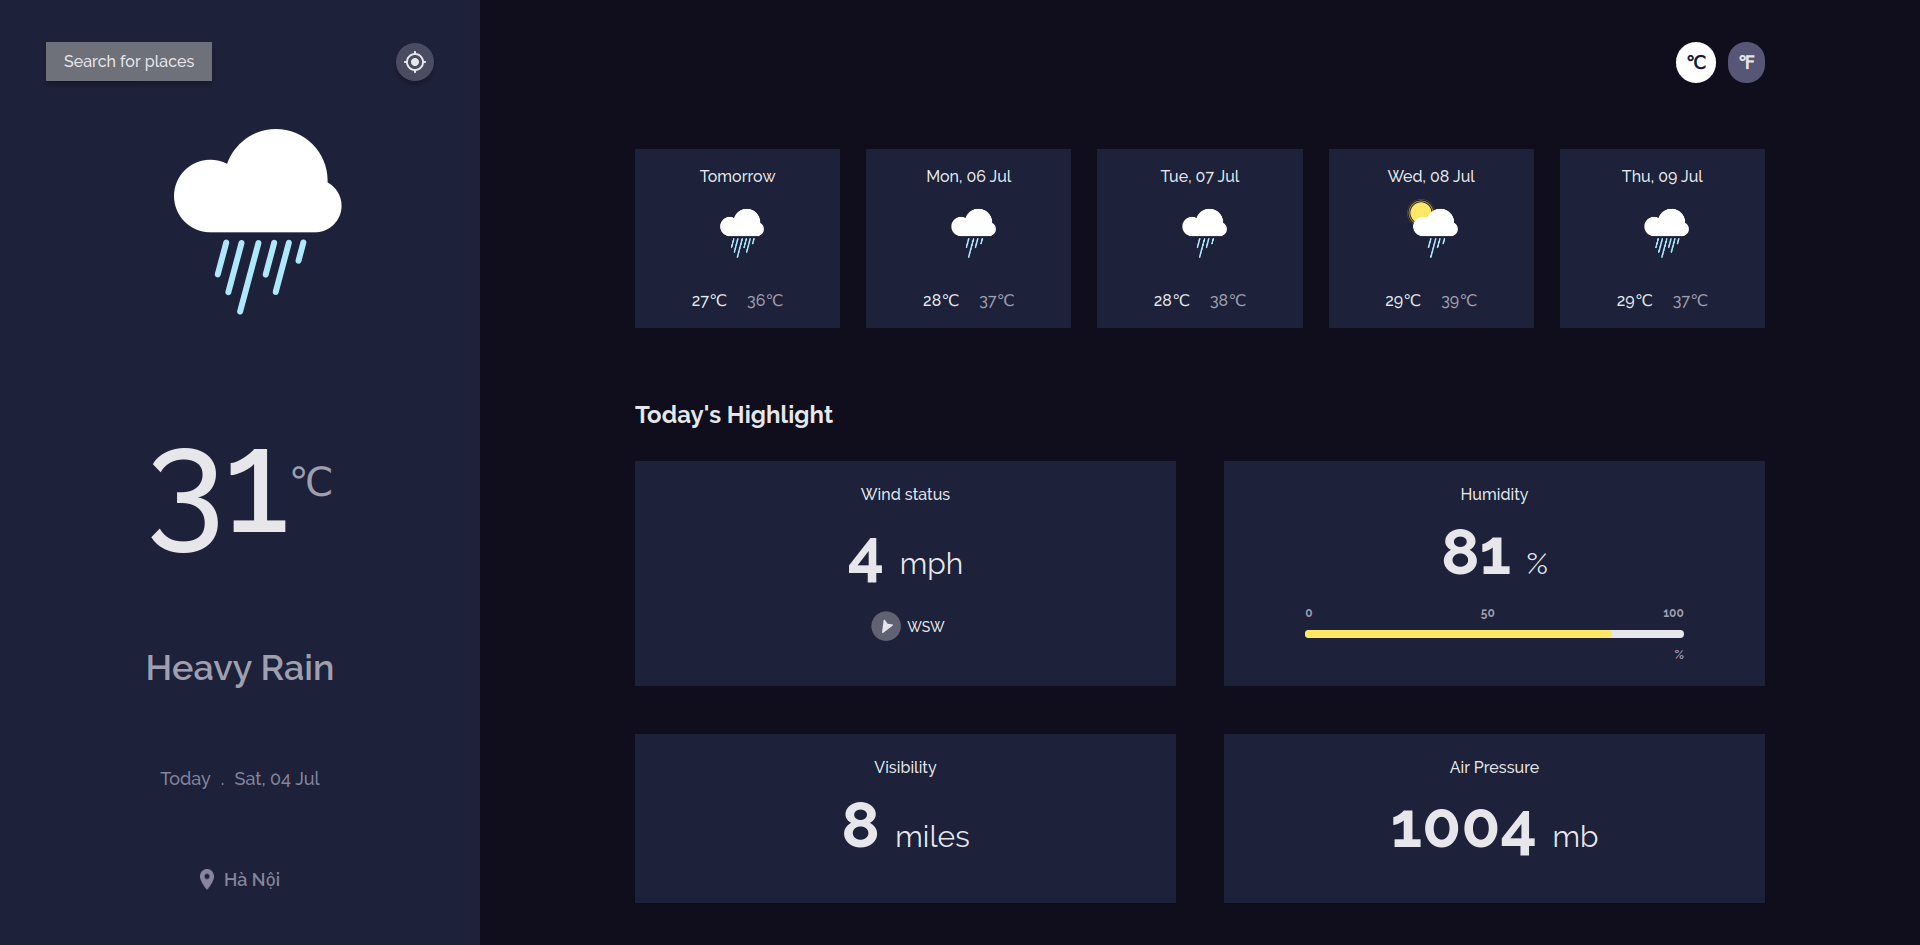 Search for places
31°C
Heavy Rain
Today . Sat, 04 Jul
Hà Nội
°C °F
Tomorrow
27°C 36°C
Mon, 06 Jul
28°C 37°C
Tue, 07 Jul
28°C 38°C
Wed, 08 Jul
29°C 39°C
Thu, 09 Jul
29°C 37°C
Today's Highlight
Wind status
4 mph
WSW
Humidity
81 %
0 50 100
%
Visibility
8 miles
Air Pressure
1004 mb